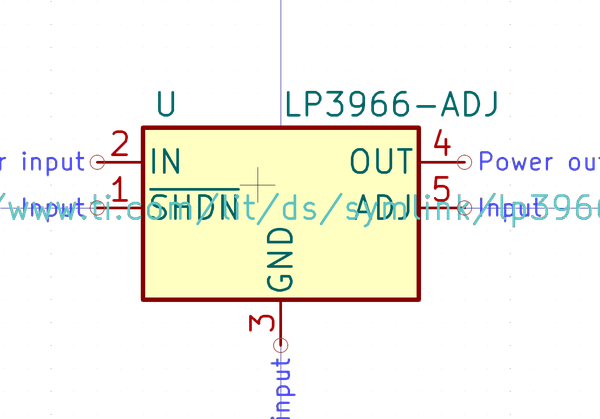 U LP3966-ADJ
r input 2 IN OUT 4 Power ou
Input 1 SHDN ADJ 5 Input
/www.ti.com/lit/ds/symlink/lp396
GND
3
input